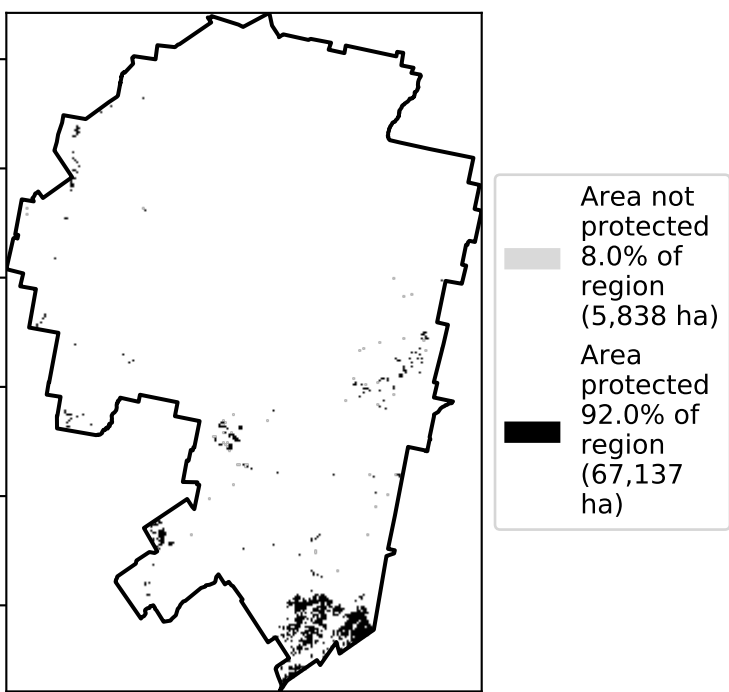 Area not
protected
8.0% of
region
(5,838 ha)
Area
protected
92.0% of
region
(67,137
ha)